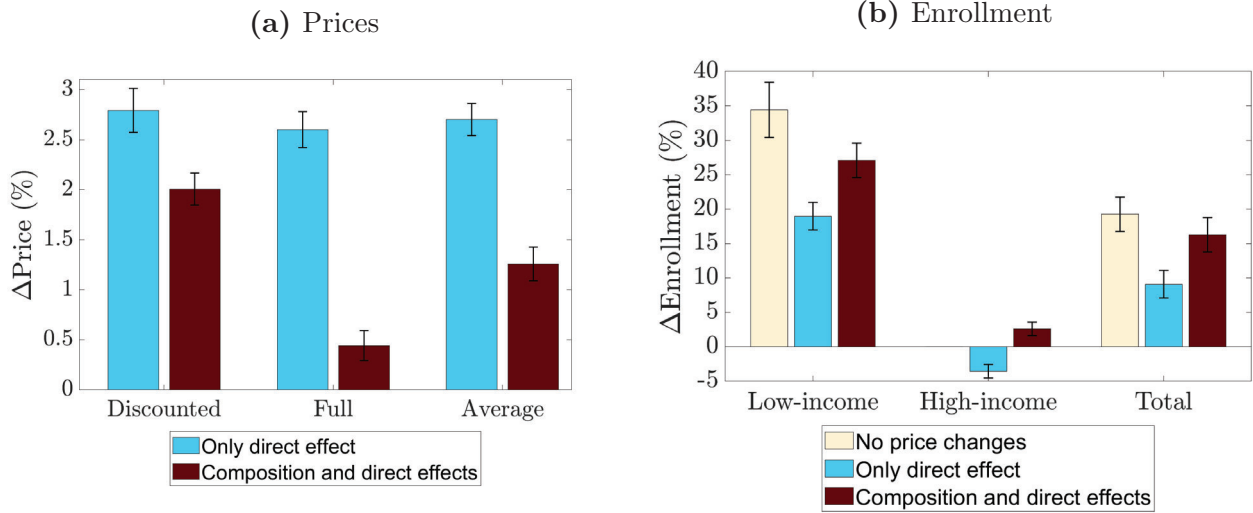 (a) Prices
ΔPrice (%)
3
2.5
2
1.5
1
0.5
0
Discounted Full Average
Only direct effect
Composition and direct effects
(b) Enrollment
ΔEnrollment (%)
40
35
30
25
20
15
10
5
0
-5
Low-income High-income Total
No price changes
Only direct effect
Composition and direct effects